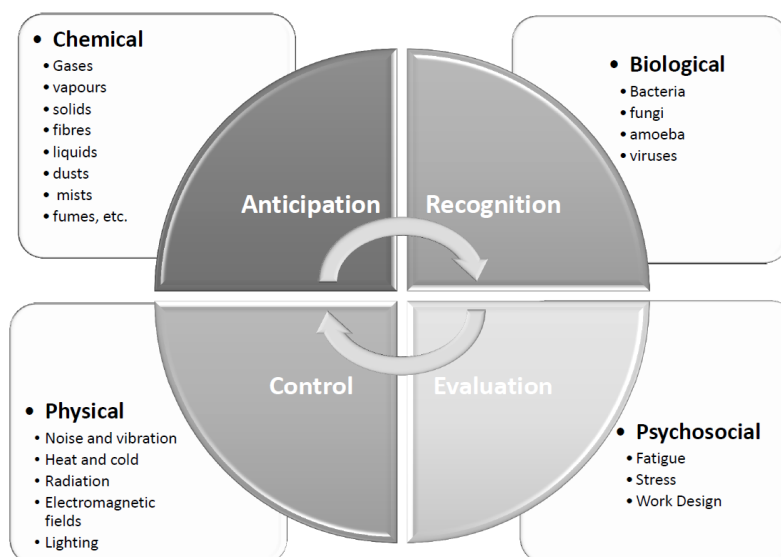 • Chemical
• Gases
• vapours
• solids
• fibres
• liquids
• dusts
• mists
• fumes, etc.
• Biological
• Bacteria
• fungi
• amoeba
• viruses
Anticipation
Recognition
Control
Evaluation
• Physical
• Noise and vibration
• Heat and cold
• Radiation
• Electromagnetic
fields
• Lighting
• Psychosocial
• Fatigue
• Stress
• Work Design